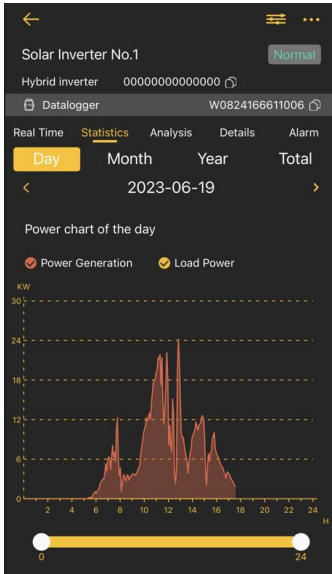 Solar Inverter No.1 Normal
Hybrid inverter 00000000000000
Datalogger W0824166611006
Real Time Statistics Analysis Details Alarm
Day Month Year Total
2023-06-19
Power chart of the day
Power Generation Load Power
KW
30
24
18
12
6
0
2 4 6 8 10 12 14 16 18 20 22 24
H
0 24